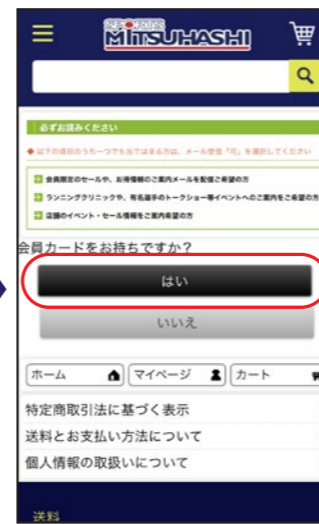 SPORTS
MITSUHASHI
必ずお読みください
◆ 以下の項目のうち一つでも当てはまる方は、メール受信「可」を選択してください
会員限定のセールや、お得情報のご案内メールを配信ご希望の方
ランニングクリニックや、有名選手のトークショー等イベントへのご案内をご希望の方
店舗のイベント・セール情報をご案内希望の方
会員カードをお持ちですか？
はい
いいえ
ホーム マイページ カート
特定商取引法に基づく表示
送料とお支払い方法について
個人情報の取扱いについて
送料